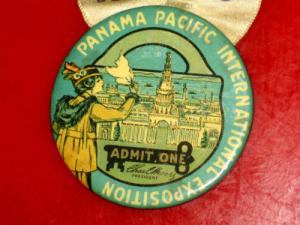 PANAMA PACIFIC INTERNATIONAL EXPOSITION
ADMIT.ONE
PRESIDENT